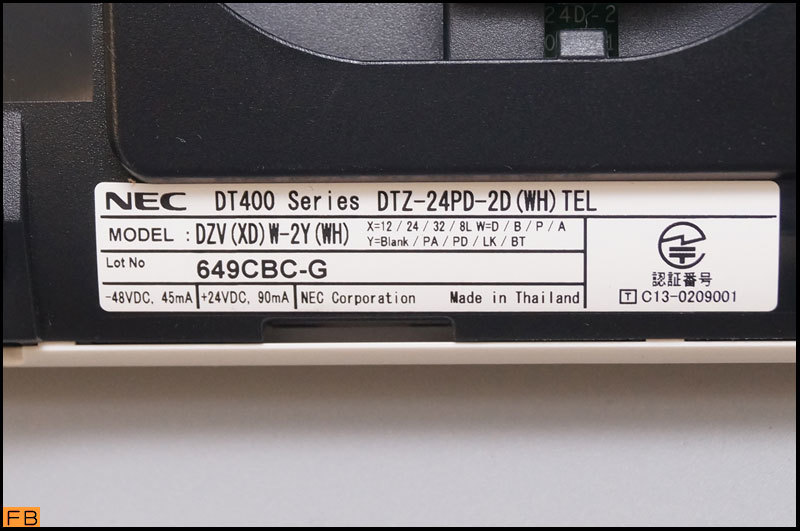 24D-2
0 1
NEC DT400 Series DTZ-24PD-2D(WH)TEL
MODEL : DZV(XD)W-2Y(WH)
X=12 / 24 / 32 / 8L W=D / B / P / A
Y=Blank / PA / PD / LK / BT
Lot No 649CBC-G
-48VDC, 45mA +24VDC, 90mA NEC Corporation Made in Thailand
認証番号
T C13-0209001
FB